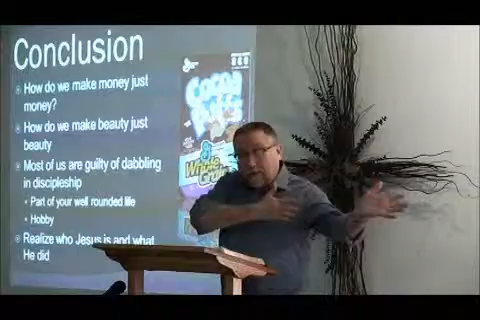 Conclusion
How do we make money just
money?
How do we make beauty just
beauty
Most of us are guilty of dabbling
in discipleship
Part of your well rounded life
Hobby
Realize who Jesus is and what
He did
COCOA
Puffs
Whole
Grain